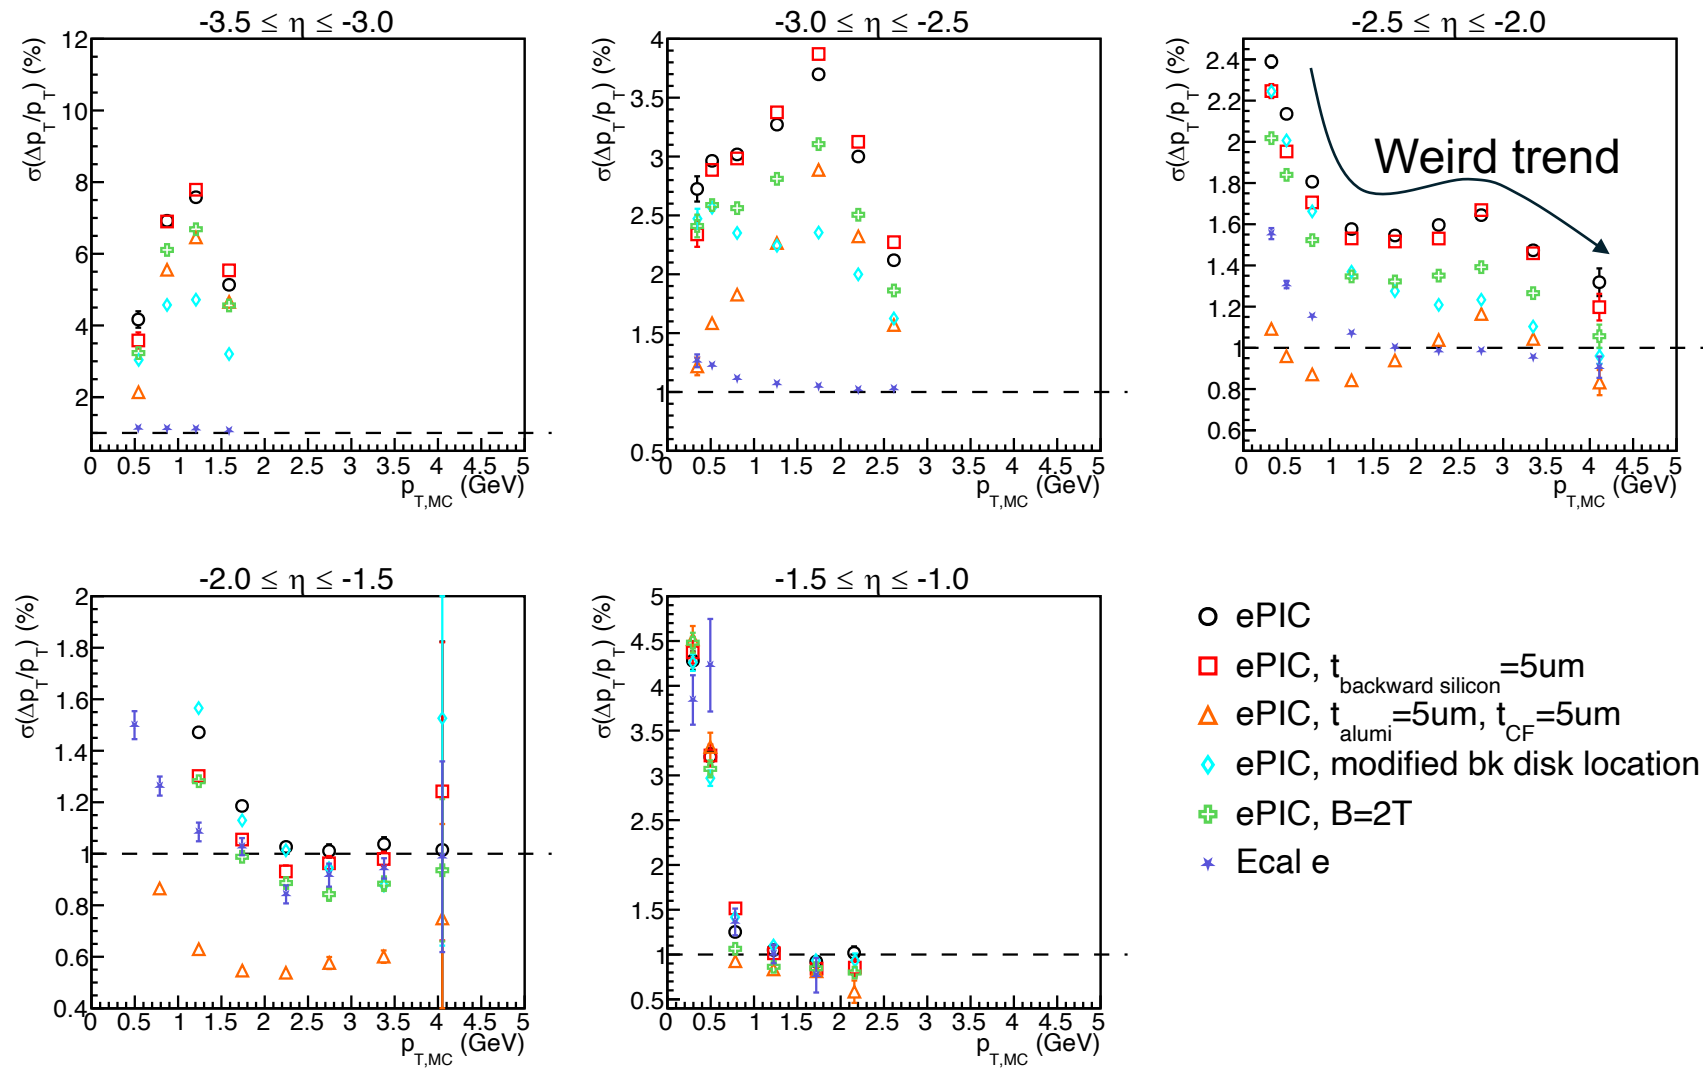 -3.5 ≤ η ≤ -3.0
σ(Δp_T/p_T) (%)
12
10
8
6
4
2
0 0.5 1 1.5 2 2.5 3 3.5 4 4.5 5
p_T,MC (GeV)
-3.0 ≤ η ≤ -2.5
σ(Δp_T/p_T) (%)
4
3.5
3
2.5
2
1.5
1
0.5
0 0.5 1 1.5 2 2.5 3 3.5 4 4.5 5
p_T,MC (GeV)
-2.5 ≤ η ≤ -2.0
σ(Δp_T/p_T) (%)
2.4
2.2
2
1.8
1.6
1.4
1.2
1
0.8
0.6
Weird trend
0 0.5 1 1.5 2 2.5 3 3.5 4 4.5 5
p_T,MC (GeV)
-2.0 ≤ η ≤ -1.5
σ(Δp_T/p_T) (%)
2
1.8
1.6
1.4
1.2
1
0.8
0.6
0.4
0 0.5 1 1.5 2 2.5 3 3.5 4 4.5 5
p_T,MC (GeV)
-1.5 ≤ η ≤ -1.0
σ(Δp_T/p_T) (%)
5
4.5
4
3.5
3
2.5
2
1.5
1
0.5
0 0.5 1 1.5 2 2.5 3 3.5 4 4.5 5
p_T,MC (GeV)
ePIC
ePIC, t_backward silicon=5um
ePIC, t_alumi=5um, t_CF=5um
ePIC, modified bk disk location
ePIC, B=2T
Ecal e